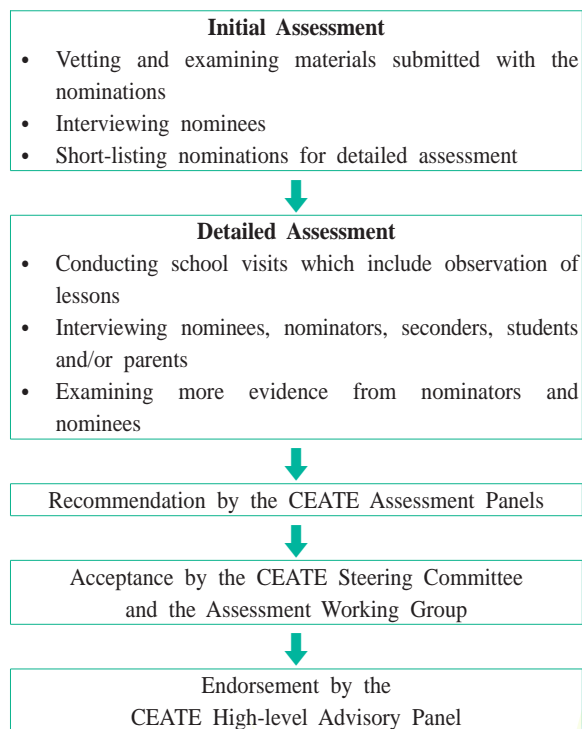 Initial Assessment
• Vetting and examining materials submitted with the
nominations
• Interviewing nominees
• Short-listing nominations for detailed assessment
Detailed Assessment
• Conducting school visits which include observation of
lessons
• Interviewing nominees, nominators, seconders, students
and/or parents
• Examining more evidence from nominators and
nominees
Recommendation by the CEATE Assessment Panels
Acceptance by the CEATE Steering Committee
and the Assessment Working Group
Endorsement by the
CEATE High-level Advisory Panel